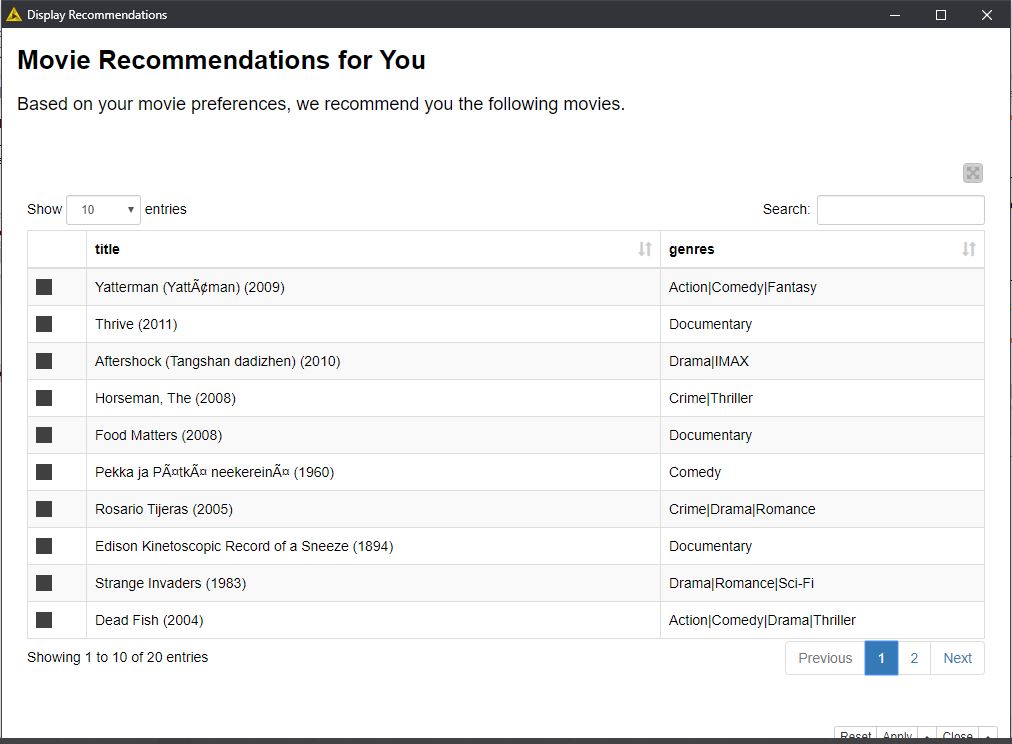 Display Recommendations
Movie Recommendations for You
Based on your movie preferences, we recommend you the following movies.
Show 10 entries Search:
title genres
Yatterman (YattÃ¢man) (2009) Action|Comedy|Fantasy
Thrive (2011) Documentary
Aftershock (Tangshan dadizhen) (2010) Drama|IMAX
Horseman, The (2008) Crime|Thriller
Food Matters (2008) Documentary
Pekka ja PÃ¤tkÃ¤ neekereinÃ¤ (1960) Comedy
Rosario Tijeras (2005) Crime|Drama|Romance
Edison Kinetoscopic Record of a Sneeze (1894) Documentary
Strange Invaders (1983) Drama|Romance|Sci-Fi
Dead Fish (2004) Action|Comedy|Drama|Thriller
Showing 1 to 10 of 20 entries Previous 1 2 Next
Reset Apply Close